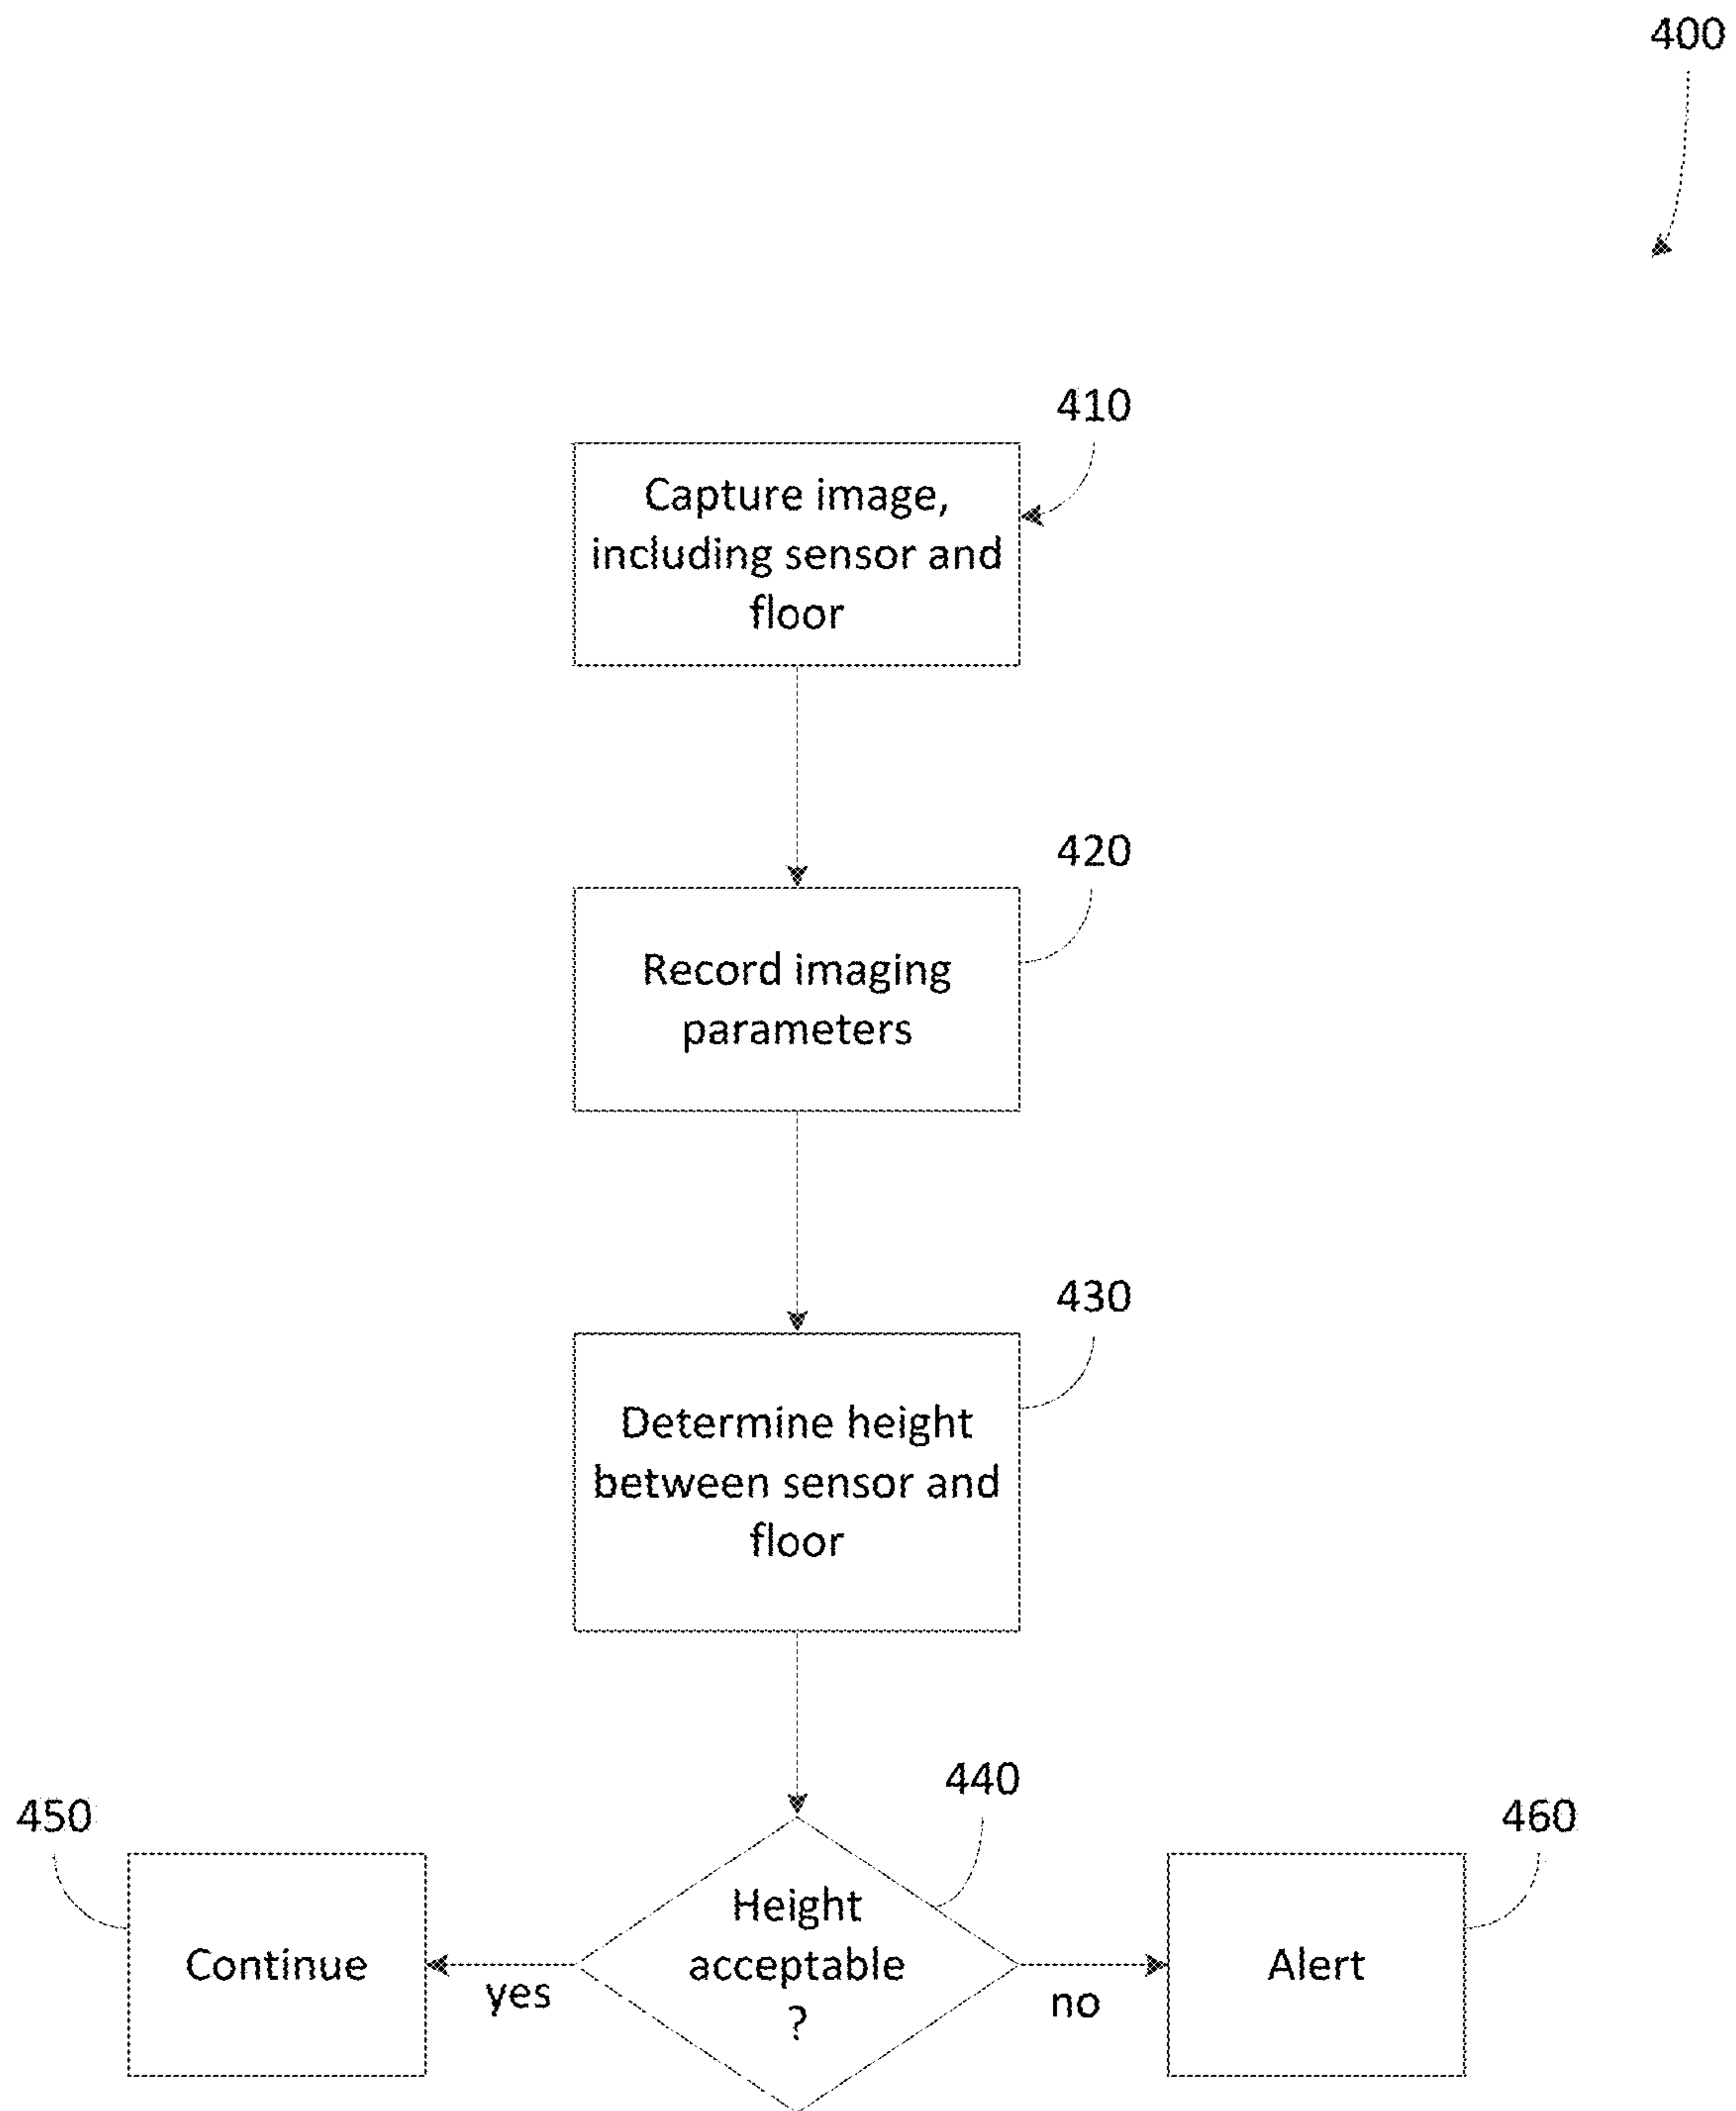 400
410
Capture image,
including sensor and
floor
420
Record imaging
parameters
430
Determine height
between sensor and
floor
440
450
460
Height
acceptable
?
Continue
Alert
yes
no